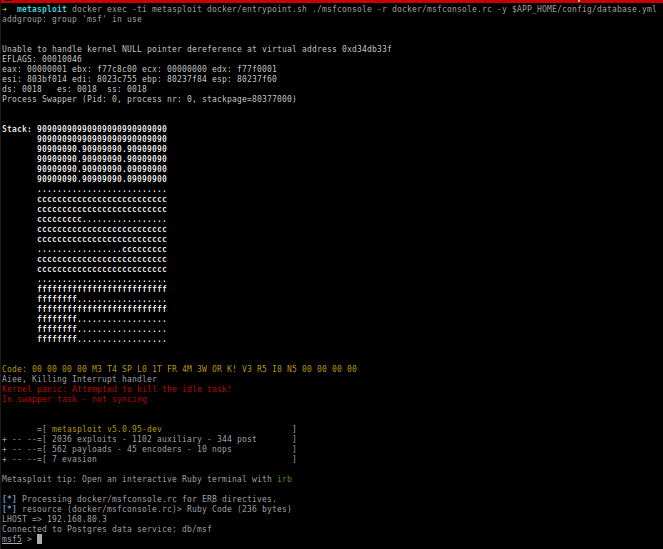 →  metasploit docker exec -ti metasploit docker/entrypoint.sh ./msfconsole -r docker/msfconsole.rc -y $APP_HOME/config/database.yml
addgroup: group 'msf' in use
Unable to handle kernel NULL pointer dereference at virtual address 0xd34db33f
EFLAGS: 00010046
eax: 00000001 ebx: f77c8c00 ecx: 00000000 edx: f77f0001
esi: 803bf014 edi: 8023c755 ebp: 80237f84 esp: 80237f60
ds: 0018   es: 0018  ss: 0018
Process Swapper (Pid: 0, process nr: 0, stackpage=80377000)
Stack: 90909090990909090990909090
       90909090990909090990909090
       90909090.90909090.90909090
       90909090.90909090.90909090
       90909090.90909090.09090900
       90909090.90909090.09090900
       ..........................
       cccccccccccccccccccccccccc
       cccccccccccccccccccccccccc
       ccccccccc.................
       cccccccccccccccccccccccccc
       cccccccccccccccccccccccccc
       .................ccccccccc
       cccccccccccccccccccccccccc
       cccccccccccccccccccccccccc
       ..........................
       ffffffffffffffffffffffffff
       ffffffff..................
       ffffffffffffffffffffffffff
       ffffffff..................
       ffffffff..................
       ffffffff..................
Code: 00 00 00 00 M3 T4 SP L0 1T FR 4M 3W OR K! V3 R5 I0 N5 00 00 00 00
Aiee, Killing Interrupt handler
Kernel panic: Attempted to kill the idle task!
In swapper task - not syncing
       =[ metasploit v5.0.95-dev                          ]
+ -- --=[ 2036 exploits - 1102 auxiliary - 344 post       ]
+ -- --=[ 562 payloads - 45 encoders - 10 nops            ]
+ -- --=[ 7 evasion                                       ]
Metasploit tip: Open an interactive Ruby terminal with irb
[*] Processing docker/msfconsole.rc for ERB directives.
[*] resource (docker/msfconsole.rc)> Ruby Code (236 bytes)
LHOST => 192.168.80.3
Connected to Postgres data service: db/msf
msf5 >